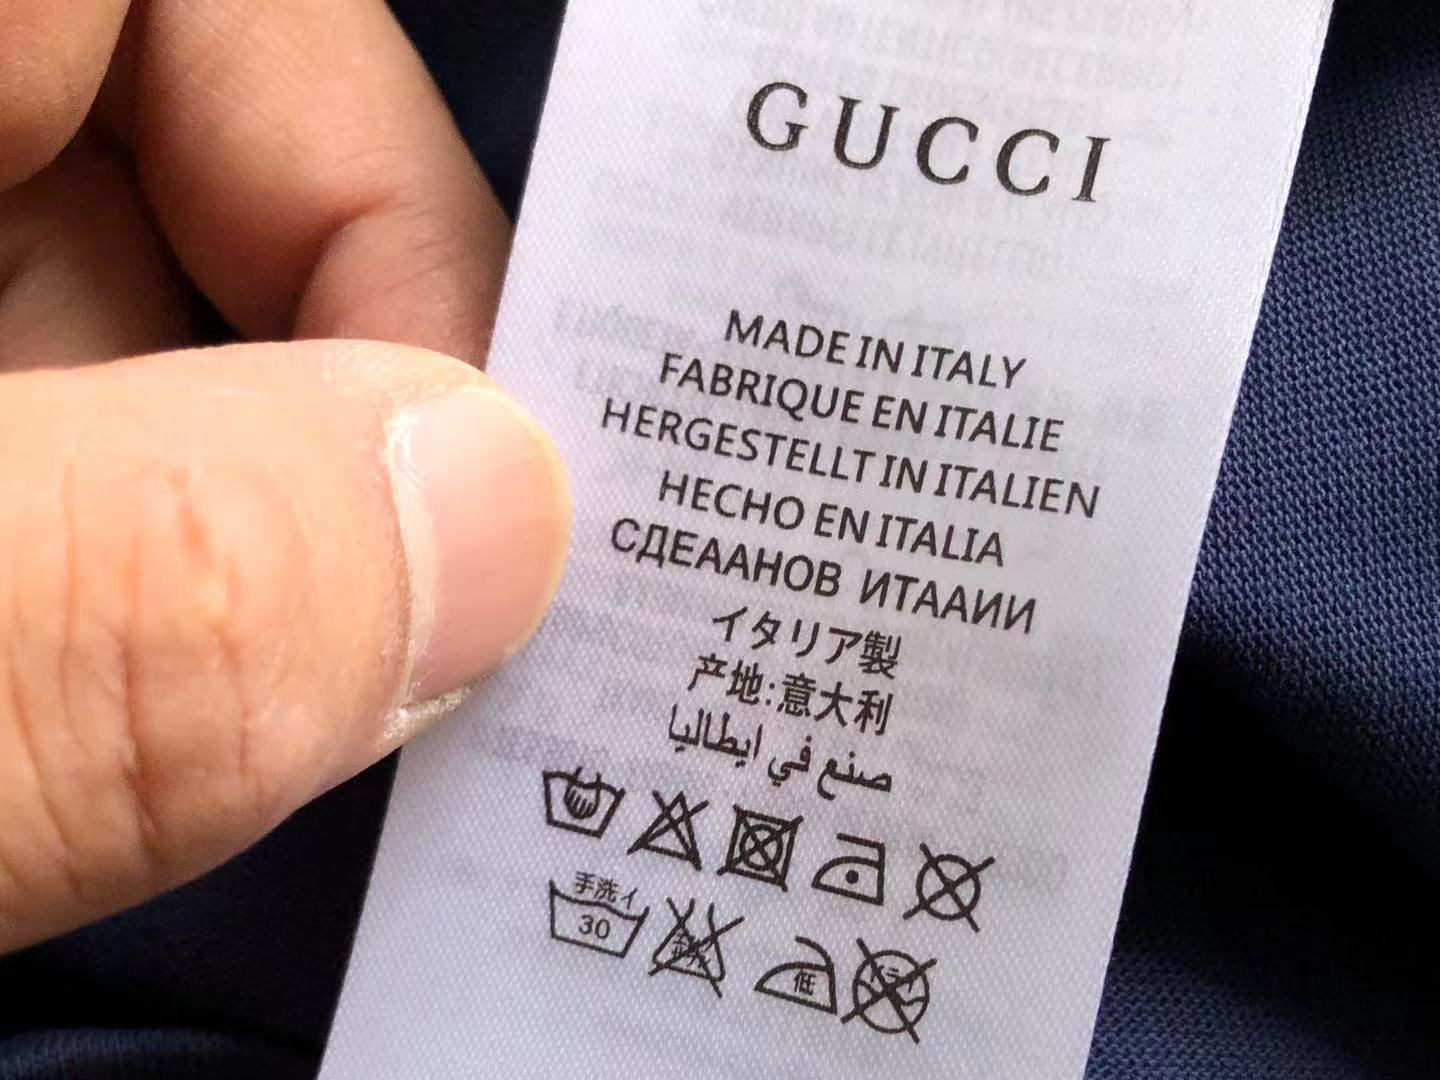 GUCCI
MADE IN ITALY
FABRIQUE EN ITALIE
HERGESTELLT IN ITALIEN
HECHO EN ITALIA
СДЕААНОВ ИТААИИ
イタリア製
产地:意大利
صنع في ايطاليا
手洗イ
30
低